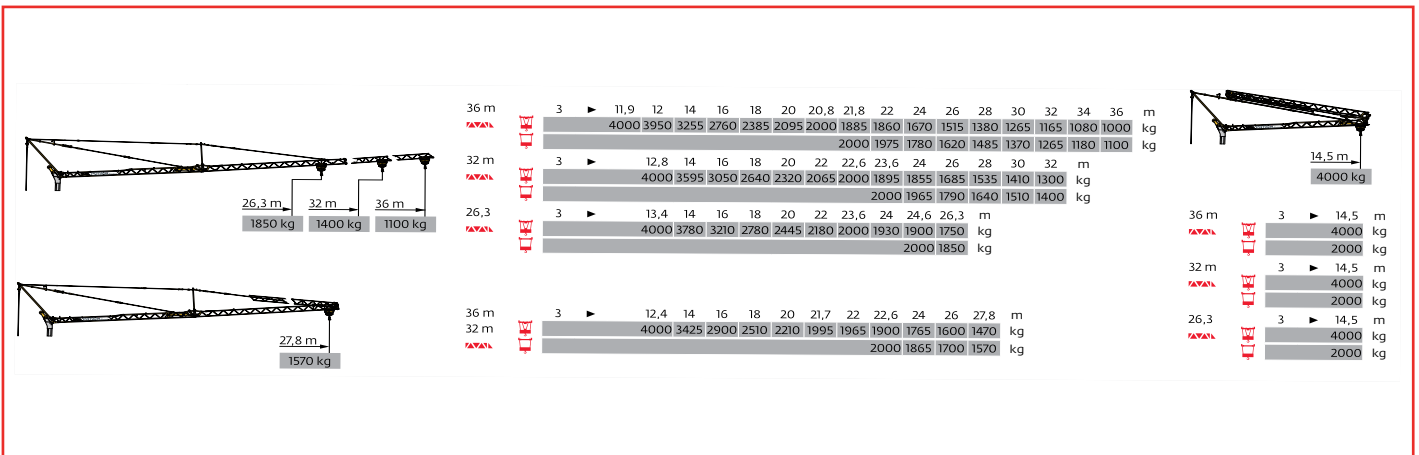 36 m 3 ► 11,9 12 14 16 18 20 20,8 21,8 22 24 26 28 30 32 34 36 m
4000 3950 3255 2760 2385 2095 2000 1885 1860 1670 1515 1380 1265 1165 1080 1000 kg
2000 1975 1780 1620 1485 1370 1265 1180 1100 kg
32 m 3 ► 12,8 14 16 18 20 22 22,6 23,6 24 26 28 30 32 m
4000 3595 3050 2640 2320 2065 2000 1895 1855 1685 1535 1410 1300 kg
2000 1965 1790 1640 1510 1400 kg
26,3 3 ► 13,4 14 16 18 20 22 23,6 24 24,6 26,3 m
4000 3780 3210 2780 2445 2180 2000 1930 1900 1750 kg
2000 1850 kg
26,3 m 32 m 36 m
1850 kg 1400 kg 1100 kg
36 m 3 ► 12,4 14 16 18 20 21,7 22 22,6 24 26 27,8 m
32 m 4000 3425 2900 2510 2210 1995 1965 1900 1765 1600 1470 kg
2000 1865 1700 1570 kg
27,8 m
1570 kg
14,5 m
4000 kg
36 m 3 ► 14,5 m
4000 kg
2000 kg
32 m 3 ► 14,5 m
4000 kg
2000 kg
26,3 3 ► 14,5 m
4000 kg
2000 kg